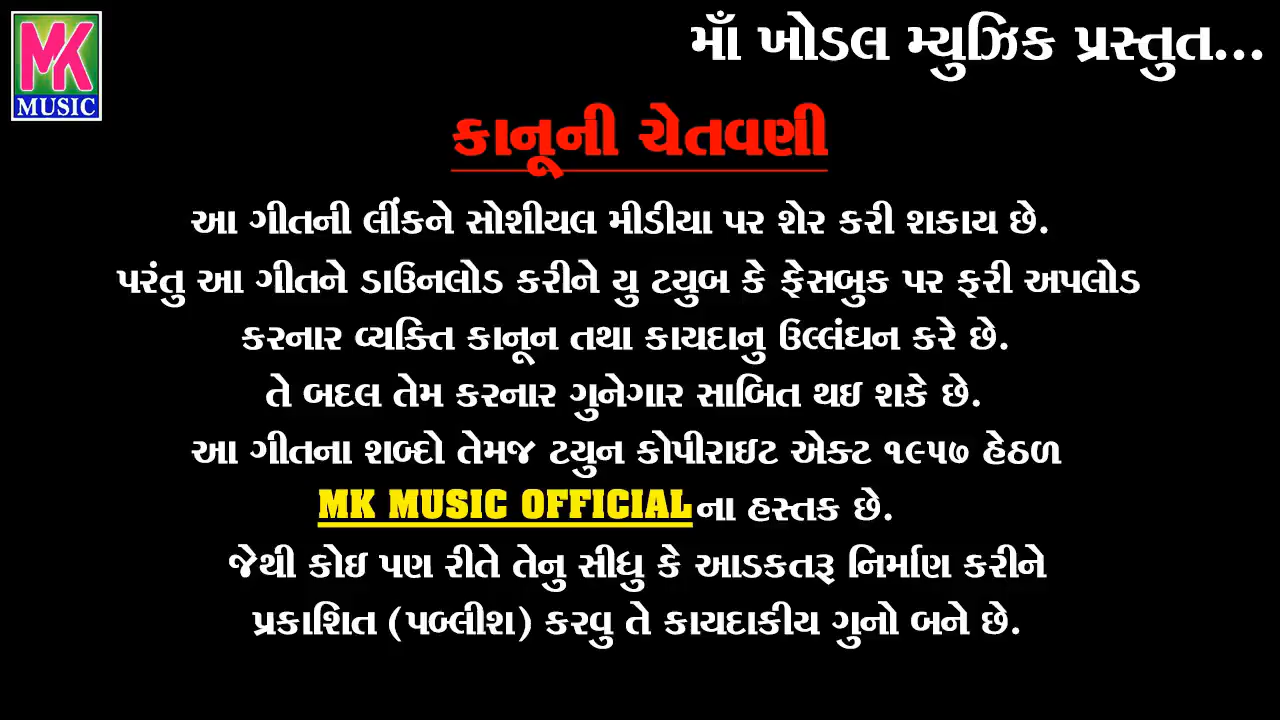 MK
MUSIC
માઁ ખોડલ મ્યુઝિક પ્રસ્તુત...
કાનૂની ચેતવણી
આ ગીતની લીંકને સોશીયલ મીડીયા પર શેર કરી શકાય છે.
પરંતુ આ ગીતને ડાઉનલોડ કરીને યુ ટયુબ કે ફેસબુક પર ફરી અપલોડ
કરનાર વ્યક્તિ કાનૂન તથા કાયદાનુ ઉલ્લંઘન કરે છે.
તે બદલ તેમ કરનાર ગુનેગાર સાબિત થઇ શકે છે.
આ ગીતના શબ્દો તેમજ ટયુન કોપીરાઇટ એક્ટ ૧૯૫૭ હેઠળ
MK MUSIC OFFICIAL ના હસ્તક છે.
જેથી કોઇ પણ રીતે તેનુ સીધુ કે આડકતરૂ નિર્માણ કરીને
પ્રકાશિત (પબ્લીશ) કરવુ તે કાયદાકીય ગુનો બને છે.